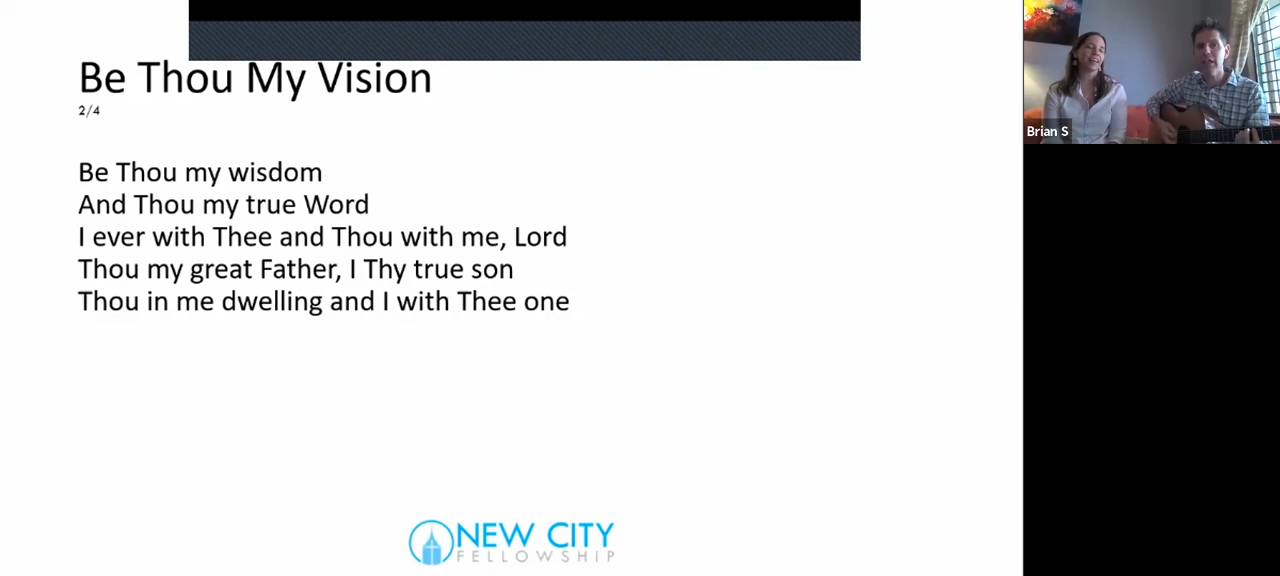 Be Thou My Vision
2/4
Be Thou my wisdom
And Thou my true Word
I ever with Thee and Thou with me, Lord
Thou my great Father, I Thy true son
Thou in me dwelling and I with Thee one
NEW CITY
FELLOWSHIP
Brian S